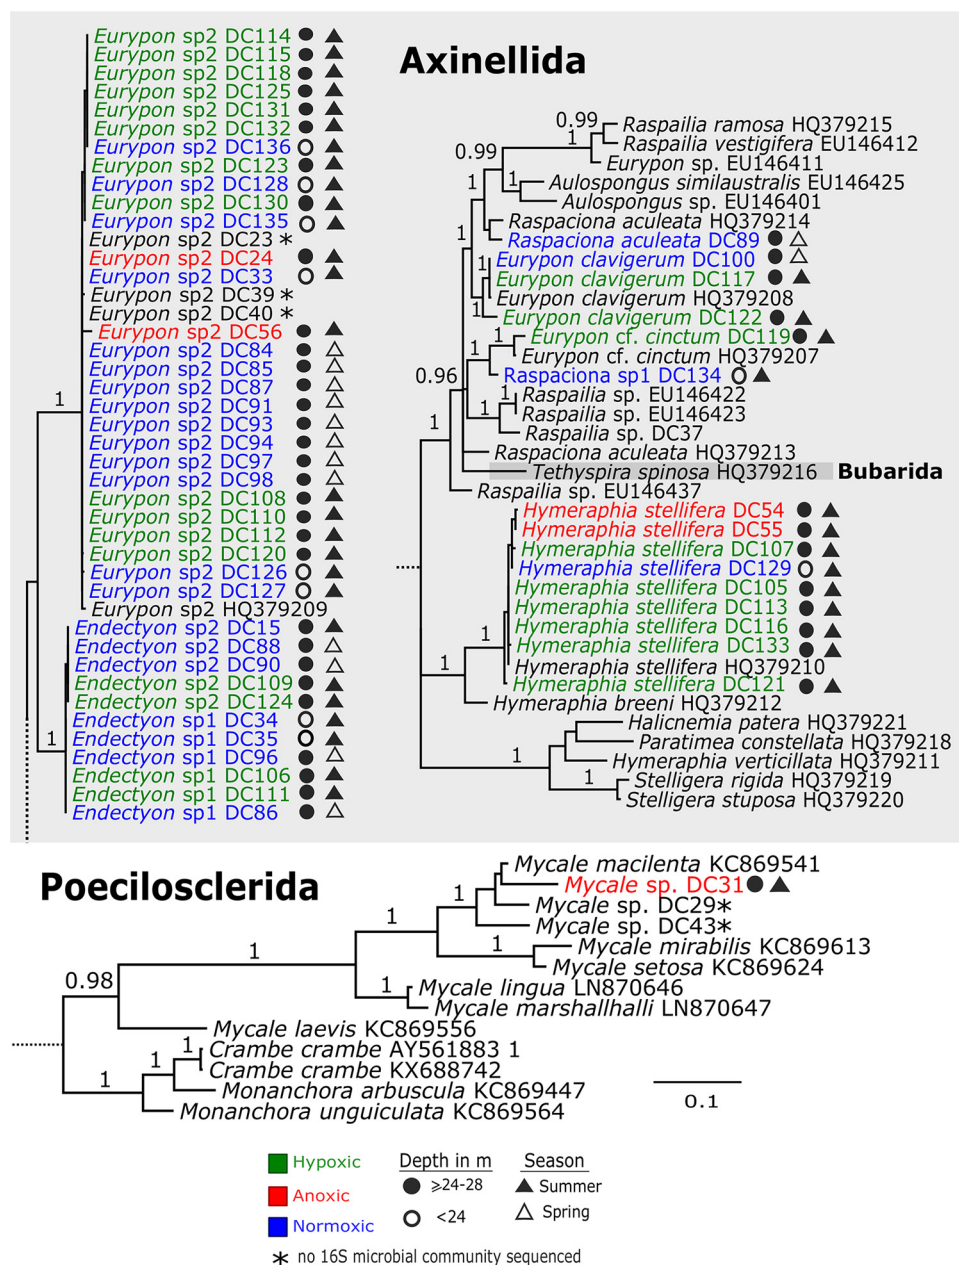 Axinellida
Eurypon sp2 DC114
Eurypon sp2 DC115
Eurypon sp2 DC118
Eurypon sp2 DC125
Eurypon sp2 DC131
Eurypon sp2 DC132
Eurypon sp2 DC136
Eurypon sp2 DC123
Eurypon sp2 DC128
Eurypon sp2 DC130
Eurypon sp2 DC135
Eurypon sp2 DC23 *
Eurypon sp2 DC24
Eurypon sp2 DC33
Eurypon sp2 DC39 *
Eurypon sp2 DC40 *
Eurypon sp2 DC56
Eurypon sp2 DC84
Eurypon sp2 DC85
Eurypon sp2 DC87
Eurypon sp2 DC91
Eurypon sp2 DC93
Eurypon sp2 DC94
Eurypon sp2 DC97
Eurypon sp2 DC98
Eurypon sp2 DC108
Eurypon sp2 DC110
Eurypon sp2 DC112
Eurypon sp2 DC120
Eurypon sp2 DC126
Eurypon sp2 DC127
Eurypon sp2 HQ379209
1
Endectyon sp2 DC15
Endectyon sp2 DC88
Endectyon sp2 DC90
Endectyon sp2 DC109
Endectyon sp2 DC124
Endectyon sp1 DC34
Endectyon sp1 DC35
Endectyon sp1 DC96
Endectyon sp1 DC106
Endectyon sp1 DC111
Endectyon sp1 DC86
1
0.99
1
0.99
1
1
1
1
1
1
1
0.96
1
1
1
1
1
1
1
1
Raspailia ramosa HQ379215
Raspailia vestigifera EU146412
Eurypon sp. EU146411
Aulospongus similaustralis EU146425
Aulospongus sp. EU146401
Raspaciona aculeata HQ379214
Raspaciona aculeata DC89
Eurypon clavigerum DC100
Eurypon clavigerum DC117
Eurypon clavigerum HQ379208
Eurypon clavigerum DC122
Eurypon cf. cinctum DC119
Eurypon cf. cinctum HQ379207
Raspaciona sp1 DC134
Raspailia sp. EU146422
Raspailia sp. EU146423
Raspailia sp. DC37
Raspaciona aculeata HQ379213
Tethyspira spinosa HQ379216 Bubarida
Raspailia sp. EU146437
Hymeraphia stellifera DC54
Hymeraphia stellifera DC55
Hymeraphia stellifera DC107
Hymeraphia stellifera DC129
Hymeraphia stellifera DC105
Hymeraphia stellifera DC113
Hymeraphia stellifera DC116
Hymeraphia stellifera DC133
Hymeraphia stellifera HQ379210
Hymeraphia stellifera DC121
Hymeraphia breeni HQ379212
Halicnemia patera HQ379221
Paratimea constellata HQ379218
Hymeraphia verticillata HQ379211
Stelligera rigida HQ379219
Stelligera stuposa HQ379220
Poecilosclerida
Mycale macilenta KC869541
Mycale sp. DC31
Mycale sp. DC29*
Mycale sp. DC43*
Mycale mirabilis KC869613
Mycale setosa KC869624
Mycale lingua LN870646
Mycale marshallhalli LN870647
Mycale laevis KC869556
Crambe crambe AY561883 1
Crambe crambe KX688742
Monanchora arbuscula KC869447
Monanchora unguiculata KC869564
1
1
1
1
1
0.98
1
1
1
0.1
Hypoxic
Anoxic
Normoxic
Depth in m
⩾24-28
<24
Season
Summer
Spring
* no 16S microbial community sequenced